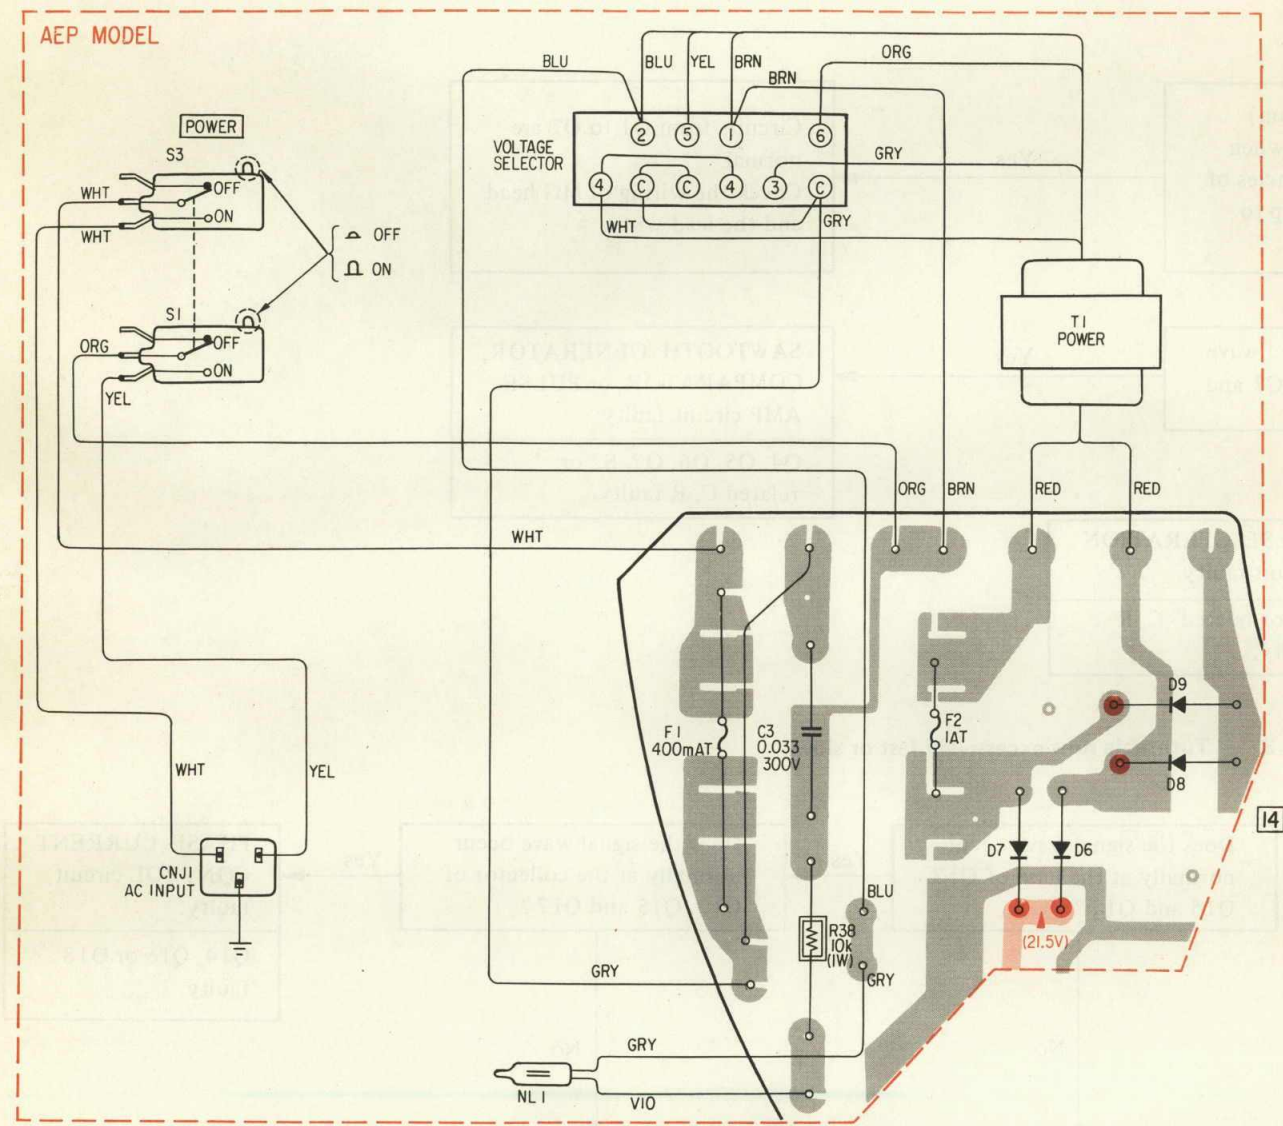 AEP MODEL
POWER
S3
OFF
ON
WHT
WHT
OFF
ON
S1
OFF
ON
ORG
YEL
BLU
BLU
YEL
BRN
BRN
ORG
VOLTAGE
SELECTOR
2
5
1
6
GRY
4
C
C
4
3
C
WHT
GRY
T1
POWER
ORG
BRN
RED
RED
WHT
WHT
YEL
CNJ1
AC INPUT
F1
400mAT
C3
0.033
300V
F2
1AT
D9
D8
14
D7
D6
(21.5V)
BLU
R38
10k
(1W)
GRY
GRY
GRY
NL1
VIO